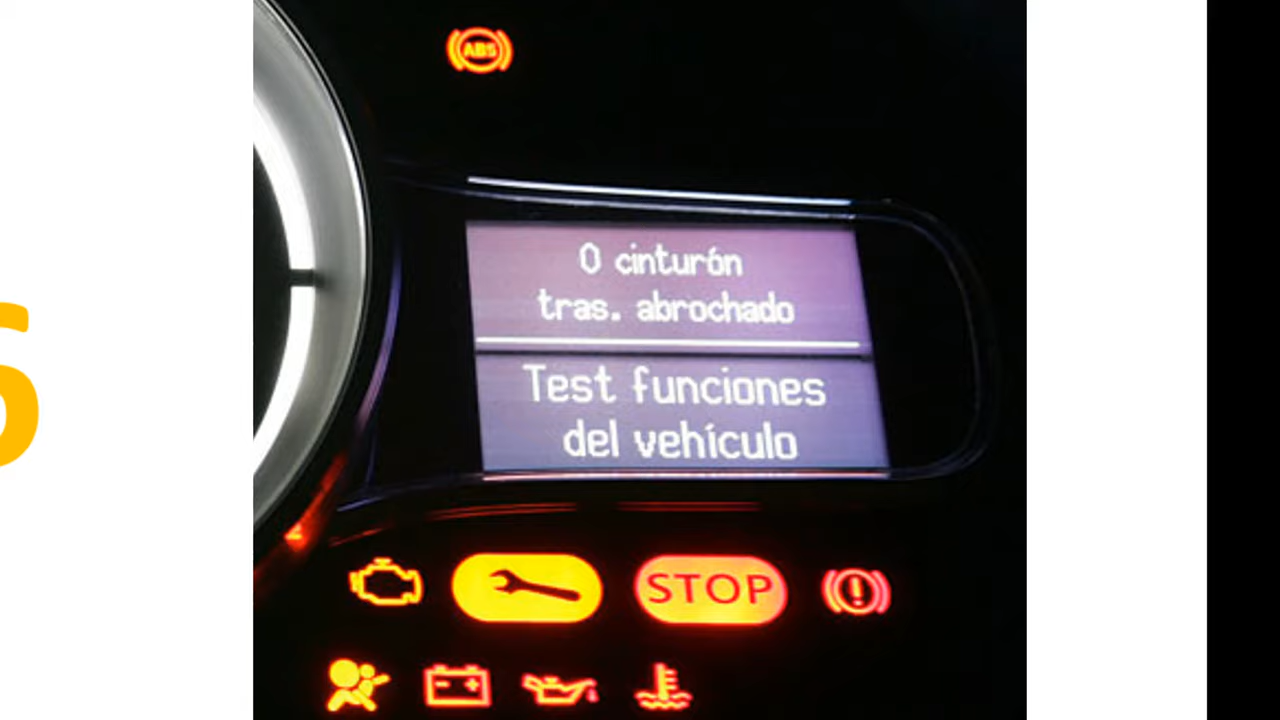 ABS
0 cinturón
tras. abrochado
Test funciones
del vehículo
STOP